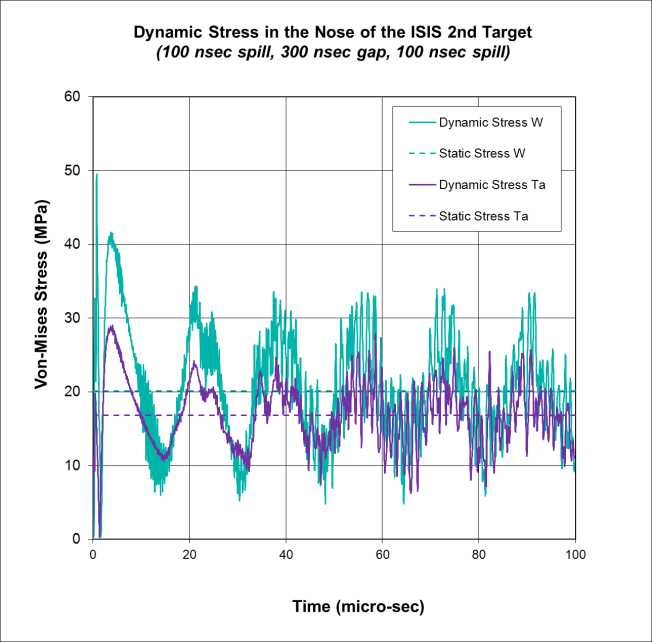 Dynamic Stress in the Nose of the ISIS 2nd Target
(100 nsec spill, 300 nsec gap, 100 nsec spill)
60
50
40
30
20
10
0
Von-Mises Stress (MPa)
Dynamic Stress W
Static Stress W
Dynamic Stress Ta
Static Stress Ta
0 20 40 60 80 100
Time (micro-sec)